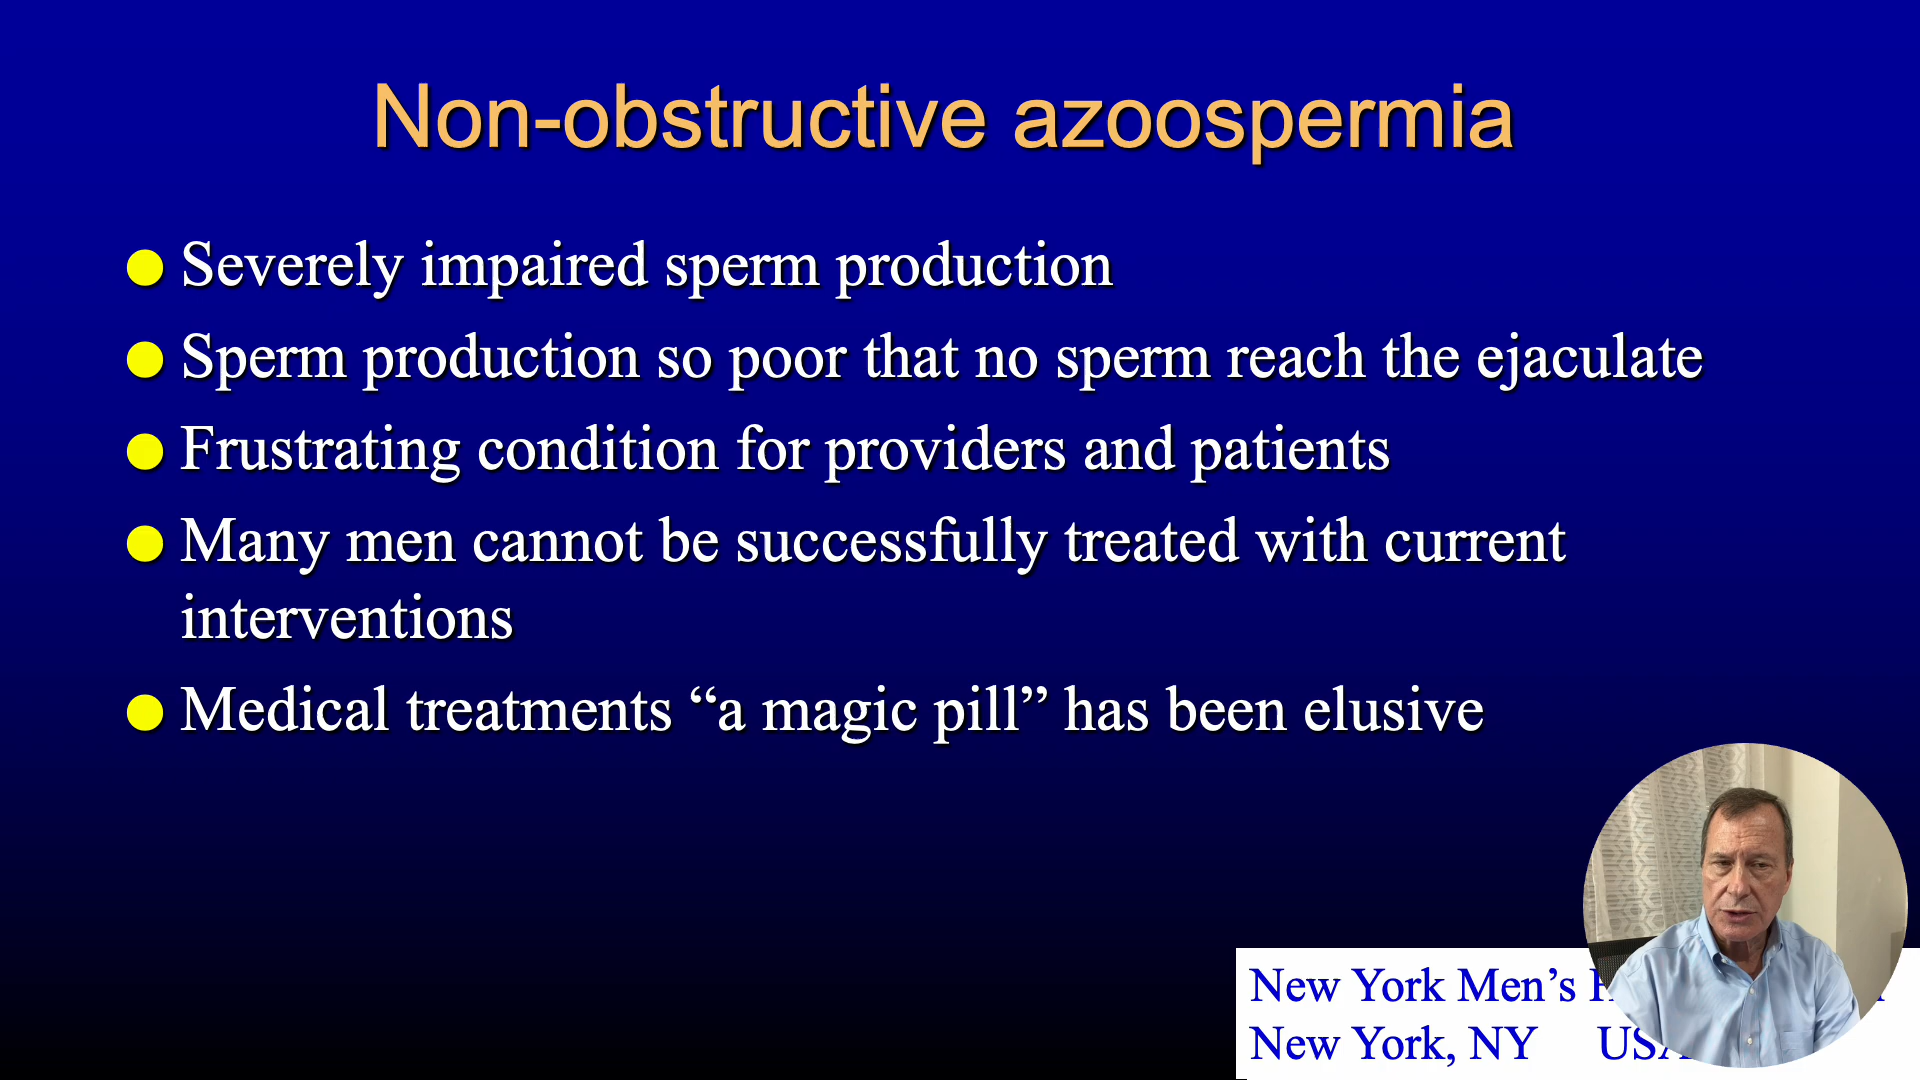 Non-obstructive azoospermia
Severely impaired sperm production
Sperm production so poor that no sperm reach the ejaculate
Frustrating condition for providers and patients
Many men cannot be successfully treated with current
interventions
Medical treatments “a magic pill” has been elusive
New York Men’s
New York, NY USA